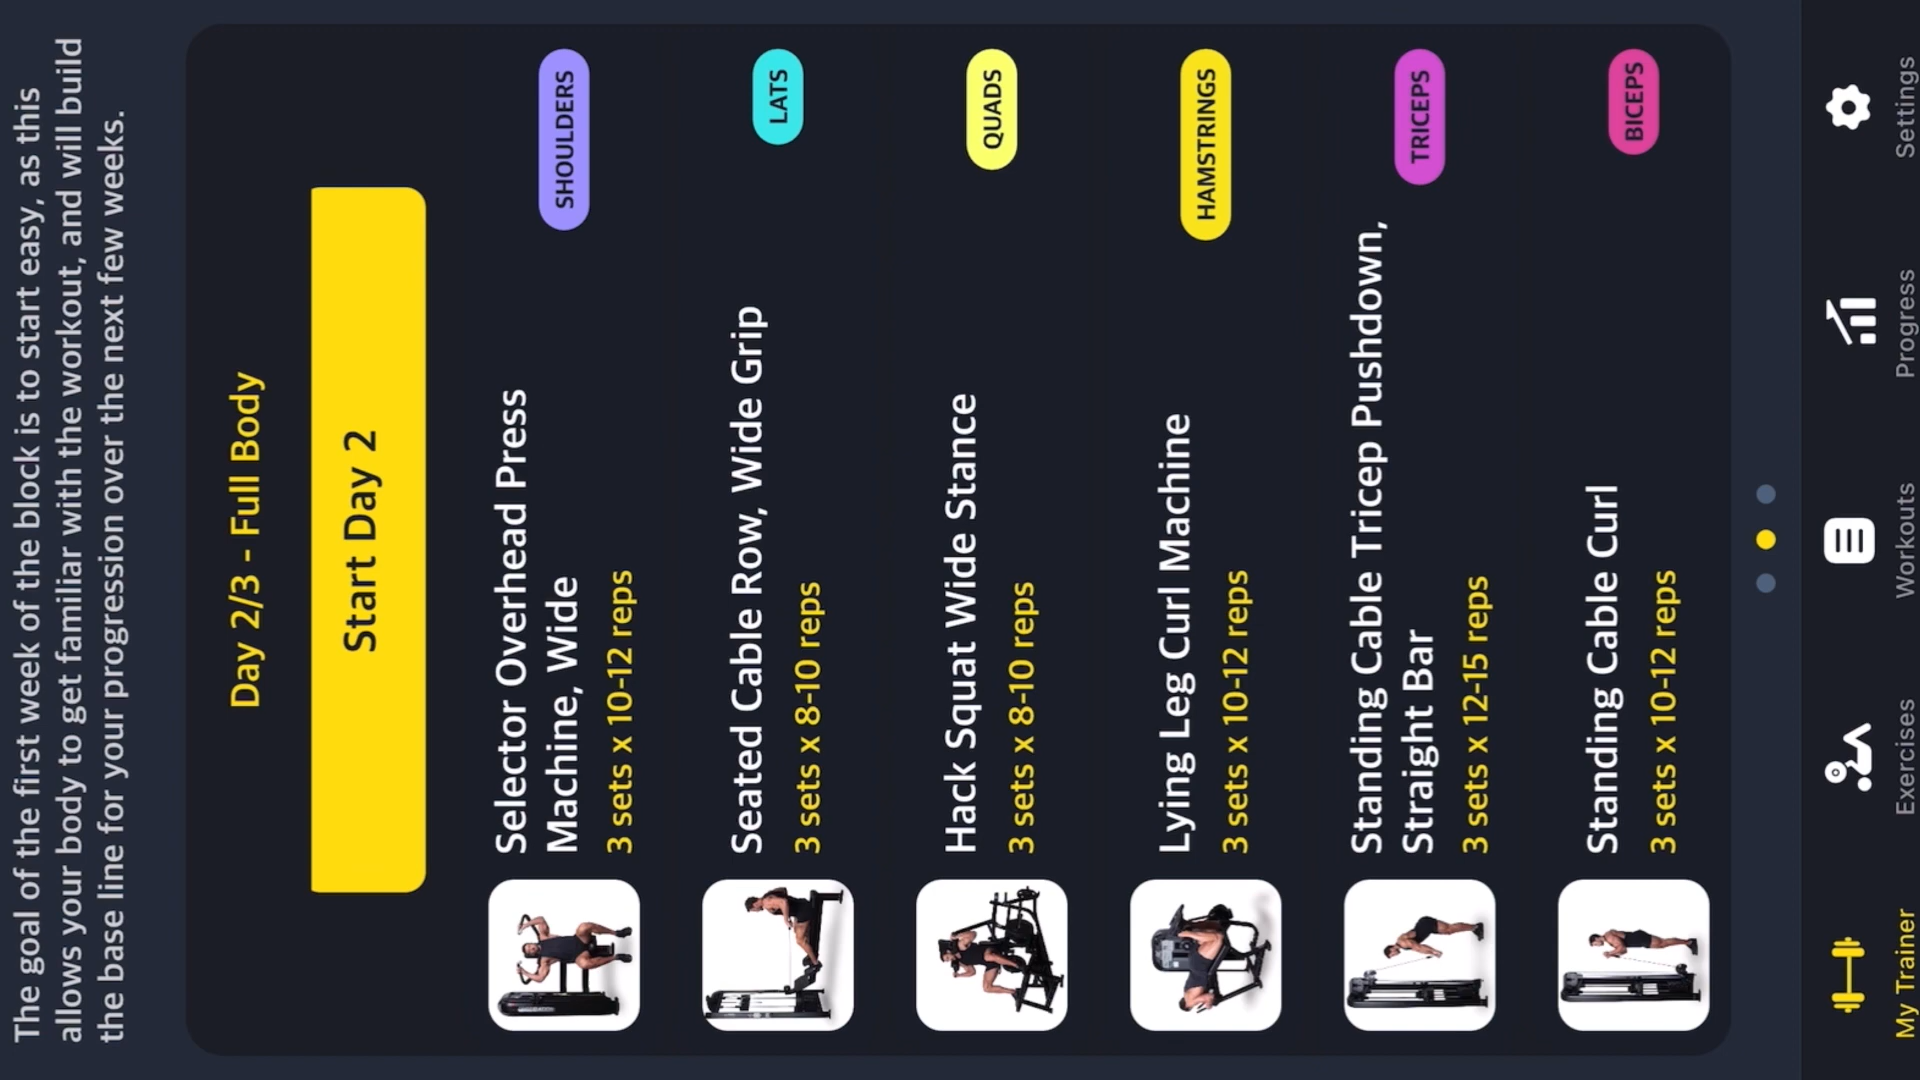 The goal of the first week of the block is to start easy, as this
allows your body to get familiar with the workout, and will build
the base line for your progression over the next few weeks.
Day 2/3 - Full Body
Start Day 2
Selector Overhead Press
Machine, Wide
3 sets x 10-12 reps
SHOULDERS
Seated Cable Row, Wide Grip
3 sets x 8-10 reps
LATS
Hack Squat Wide Stance
3 sets x 8-10 reps
QUADS
Lying Leg Curl Machine
3 sets x 10-12 reps
HAMSTRINGS
Standing Cable Tricep Pushdown,
Straight Bar
3 sets x 12-15 reps
TRICEPS
Standing Cable Curl
3 sets x 10-12 reps
BICEPS
My Trainer
Exercises
Workouts
Progress
Settings